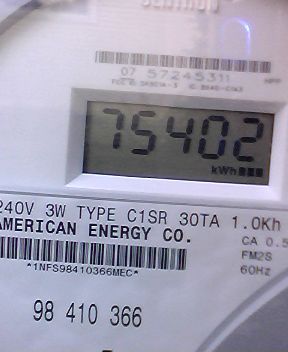 07 57245311
75402
kWh
240V 3W TYPE C1SR 30TA 1.0Kh
AMERICAN ENERGY CO.
CA 0.5
FM2S
60Hz
*1NFS98410366MEC*
98 410 366